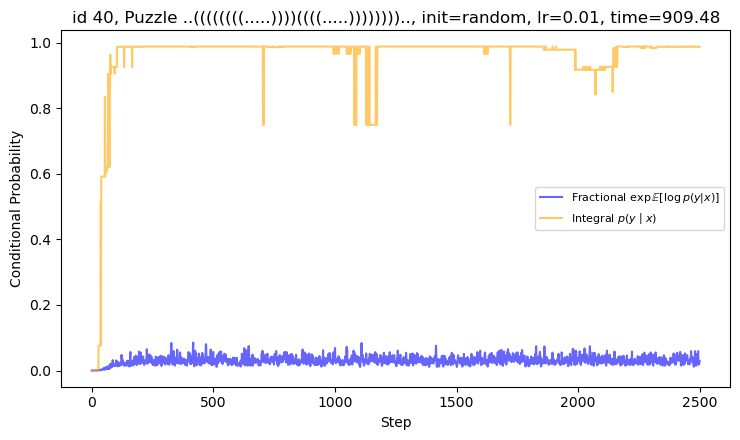 id 40, Puzzle ..((((((((.....))))((((.....)))))))).., init=random, lr=0.01, time=909.48
1.0
0.8
0.6
0.4
0.2
0.0
Conditional Probability
Fractional exp𝔼[log p(y|x)]
Integral p(y | x)
0
500
1000
1500
2000
2500
Step